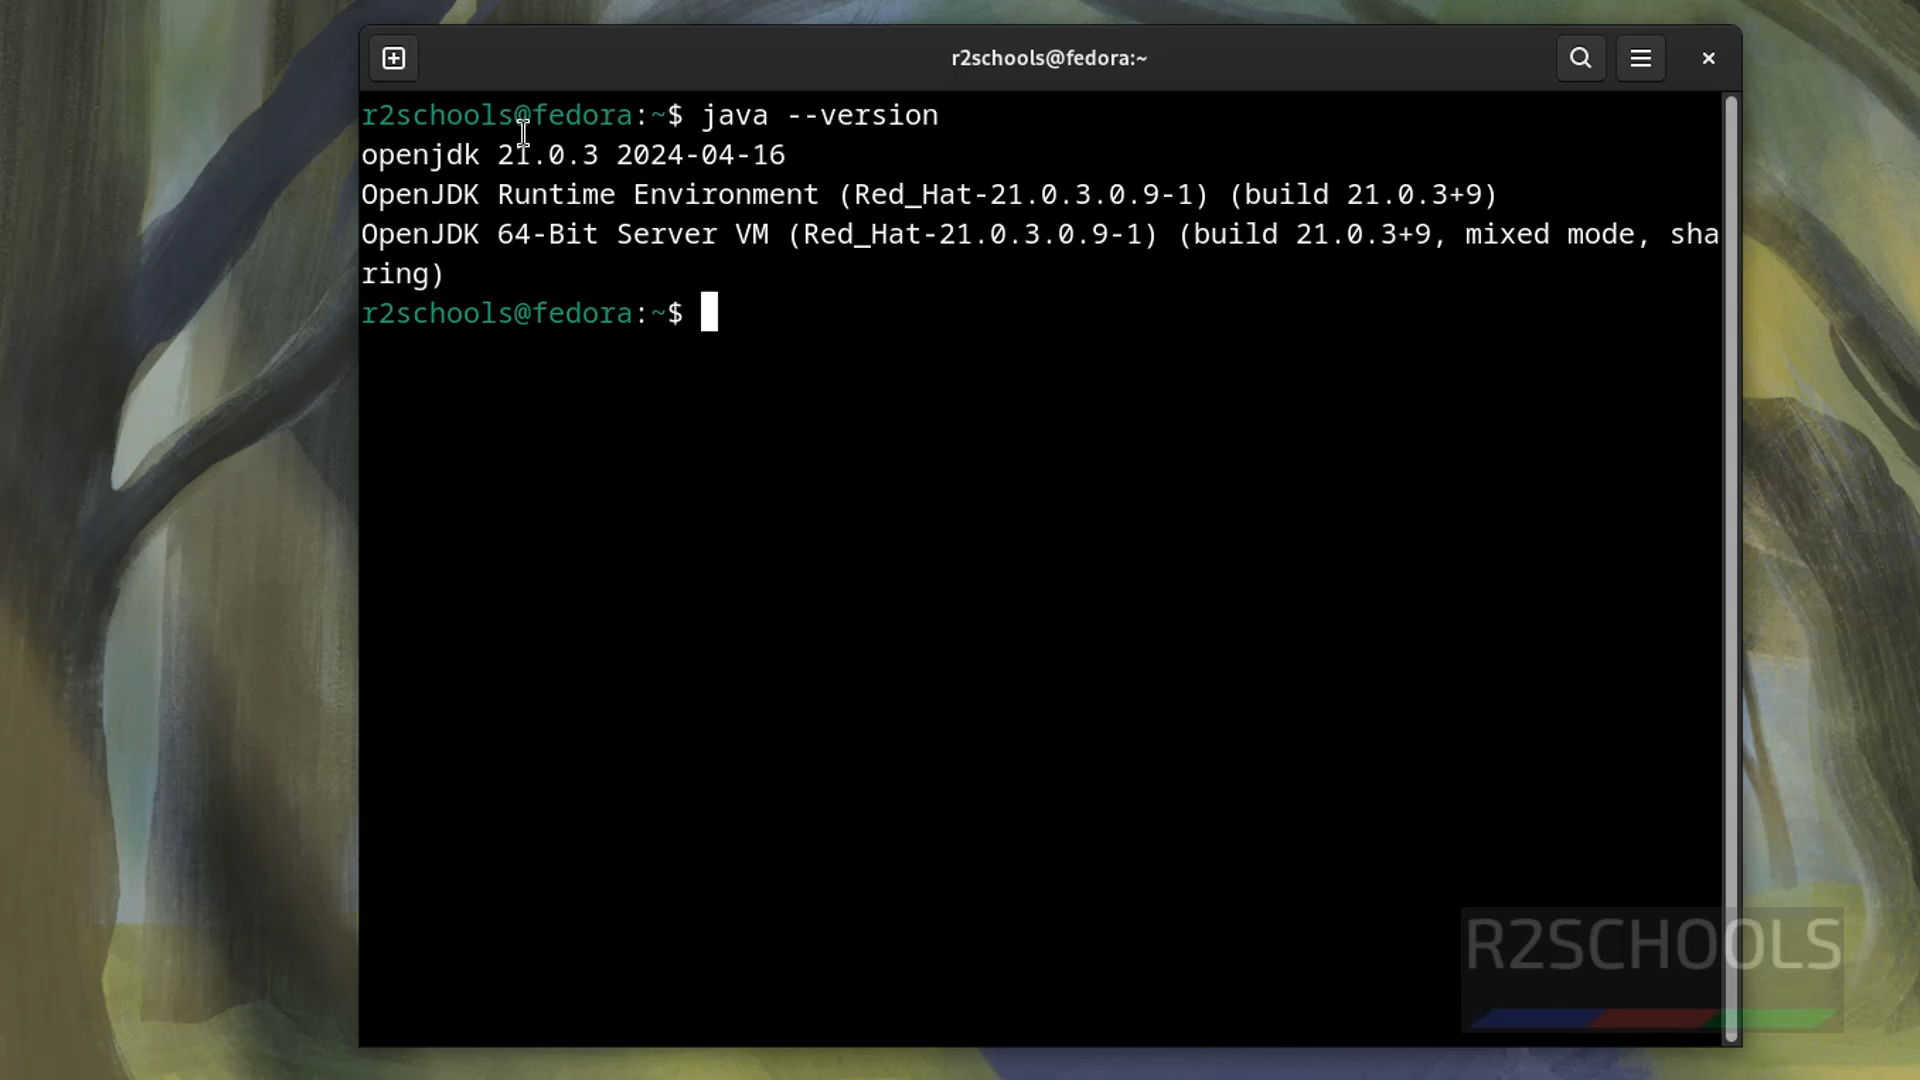 r2schools@fedora:~
r2schools@fedora:~$ java --version
openjdk 21.0.3 2024-04-16
OpenJDK Runtime Environment (Red_Hat-21.0.3.0.9-1) (build 21.0.3+9)
OpenJDK 64-Bit Server VM (Red_Hat-21.0.3.0.9-1) (build 21.0.3+9, mixed mode, sha
ring)
r2schools@fedora:~$
R2SCHOOLS